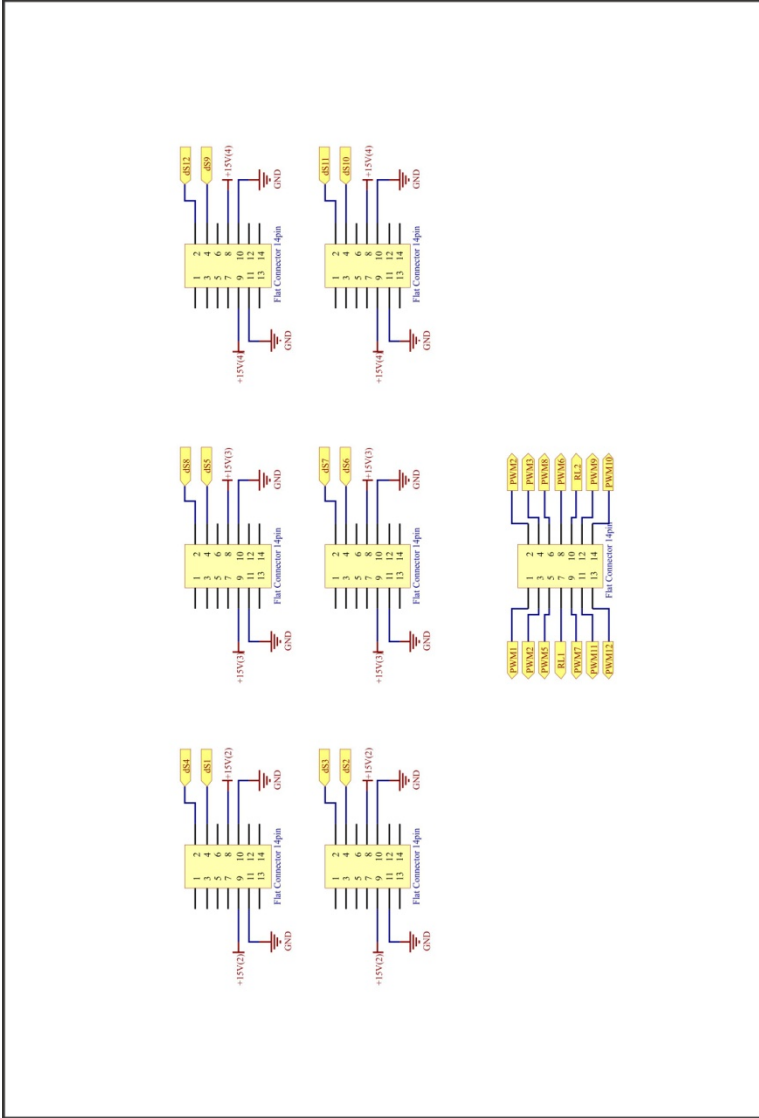 dS4
1 2
dS1
3 4
5 6
+15V(2)
7 8
+15V(2)
9 10
11 12
GND
13 14
GND
Flat Connector 14pin
dS8
1 2
dS5
3 4
5 6
+15V(3)
7 8
+15V(3)
9 10
11 12
GND
13 14
GND
Flat Connector 14pin
dS12
1 2
dS9
3 4
5 6
+15V(4)
7 8
+15V(4)
9 10
11 12
GND
13 14
GND
Flat Connector 14pin
dS3
1 2
dS2
3 4
5 6
+15V(2)
7 8
+15V(2)
9 10
11 12
GND
13 14
GND
Flat Connector 14pin
dS7
1 2
dS6
3 4
5 6
+15V(3)
7 8
+15V(3)
9 10
11 12
GND
13 14
GND
Flat Connector 14pin
dS11
1 2
dS10
3 4
5 6
+15V(4)
7 8
+15V(4)
9 10
11 12
GND
13 14
GND
Flat Connector 14pin
PWM1 PWM2
PWM2 1 2 PWM3
PWM5 3 4 PWM8
5 6
RL1 7 8 PWM6
PWM7 9 10 RL2
PWM11 11 12 PWM9
PWM12 13 14 PWM10
Flat Connector 14pin